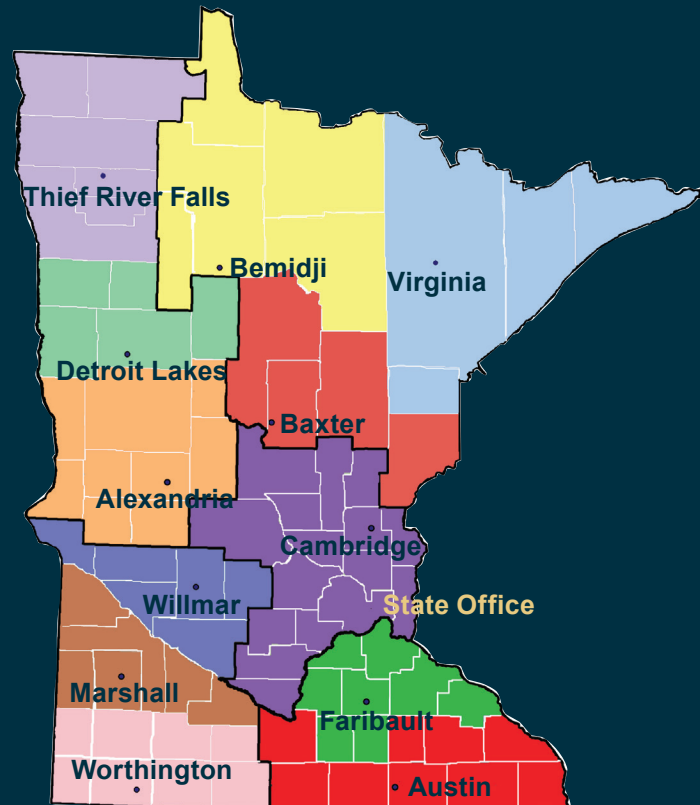 Thief River Falls
Bemidji
Virginia
Detroit Lakes
Baxter
Alexandria
Cambridge
Willmar
State Office
Marshall
Faribault
Worthington
Austin